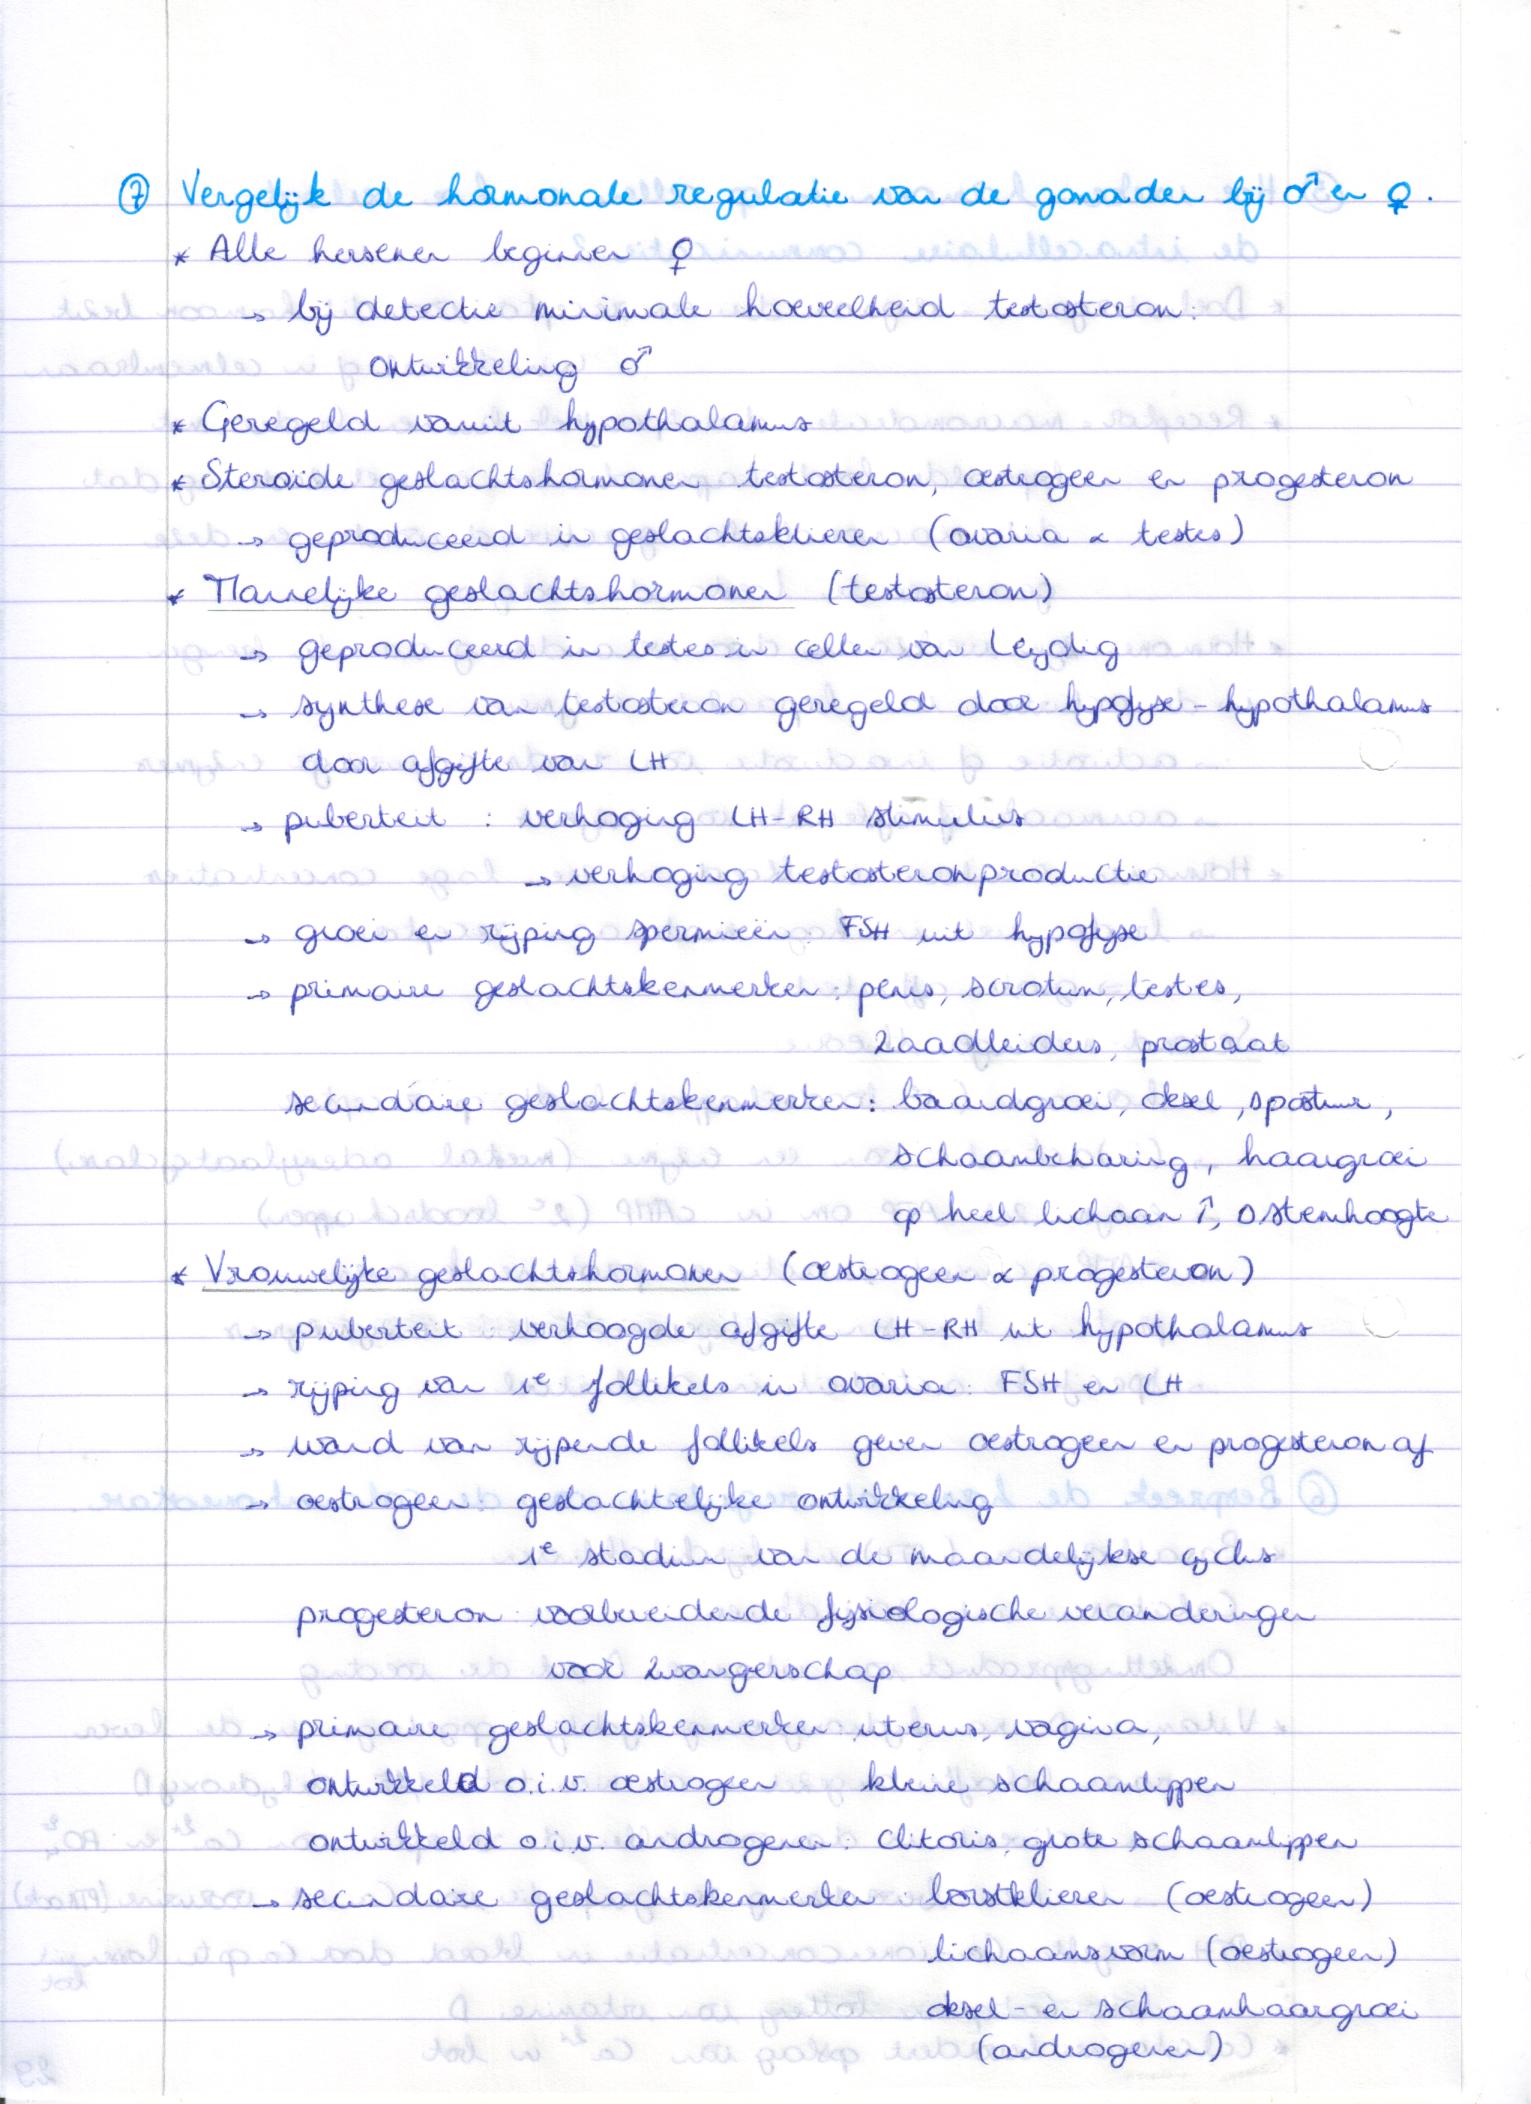 ⑦ Vergelijk de hormonale regulatie van de gonaden bij ♂ en ♀.
* Alle hersenen beginnen ♀
→ bij detectie minimale hoeveelheid testosteron:
ontwikkeling ♂
* Geregeld vanuit hypothalamus
* Steroïde geslachtshormonen testosteron, oestrogeen en progesteron
→ geproduceerd in geslachtsklieren (ovaria & testes)
* Mannelijke geslachtshormonen (testosteron)
→ geproduceerd in testes in cellen van Leydig
→ synthese van testosteron geregeld door hypofyse - hypothalamus
door afgifte van LH
→ puberteit : verhoging LH-RH stimulus
→ verhoging testosteronproductie
→ groei en rijping spermieën: FSH uit hypofyse
→ primaire geslachtskenmerken: penis, scrotum, testes,
zaadleiders, prostaat
secundaire geslachtskenmerken: baardgroei, oksel, spostuur,
schaambeharing, haargroei
op heel lichaam ↑, Δ stemhoogte
* Vrouwelijke geslachtshormonen (oestrogeen & progesteron)
→ puberteit: verhoogde afgifte LH-RH uit hypothalamus
→ rijping van 1e follikels in ovaria: FSH en LH
→ wand van rijpende follikels geven oestrogeen en progesteron af
→ oestrogeen: geslachtelijke ontwikkeling
1e stadium van de maandelijkse cyclus
progesteron: voorbereidende fysiologische veranderingen
voor zwangerschap
→ primaire geslachtskenmerken: uterus, vagina,
ontwikkeld o.i.v. oestrogeen kleine schaamlippen
ontwikkeld o.i.v. androgenen: clitoris, grote schaamlippen
→ secundaire geslachtskenmerken: borstklieren (oestrogeen)
lichaamsvorm (oestrogeen)
oksel- en schaamhaargroei
(androgenen)